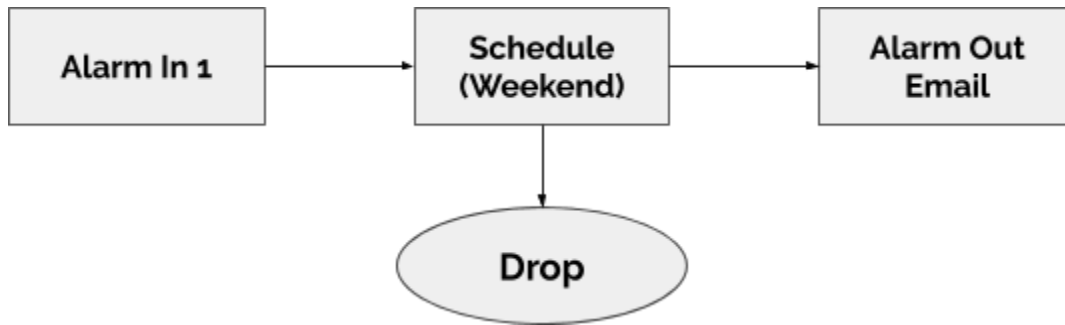 Alarm In 1
Schedule
(Weekend)
Alarm Out
Email
Drop